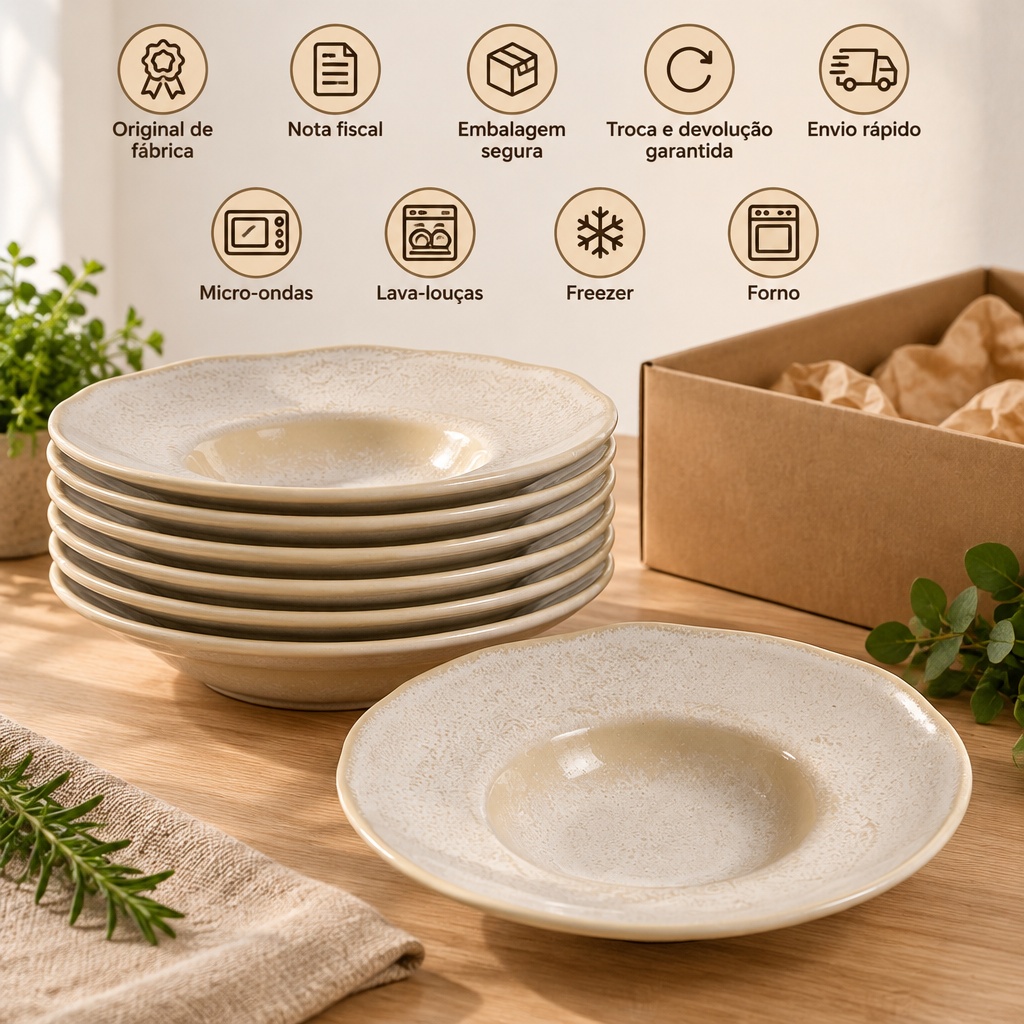 Original de
fábrica
Nota fiscal
Embalagem
segura
Troca e devolução
garantida
Envio rápido
Micro-ondas
Lava-louças
Freezer
Forno